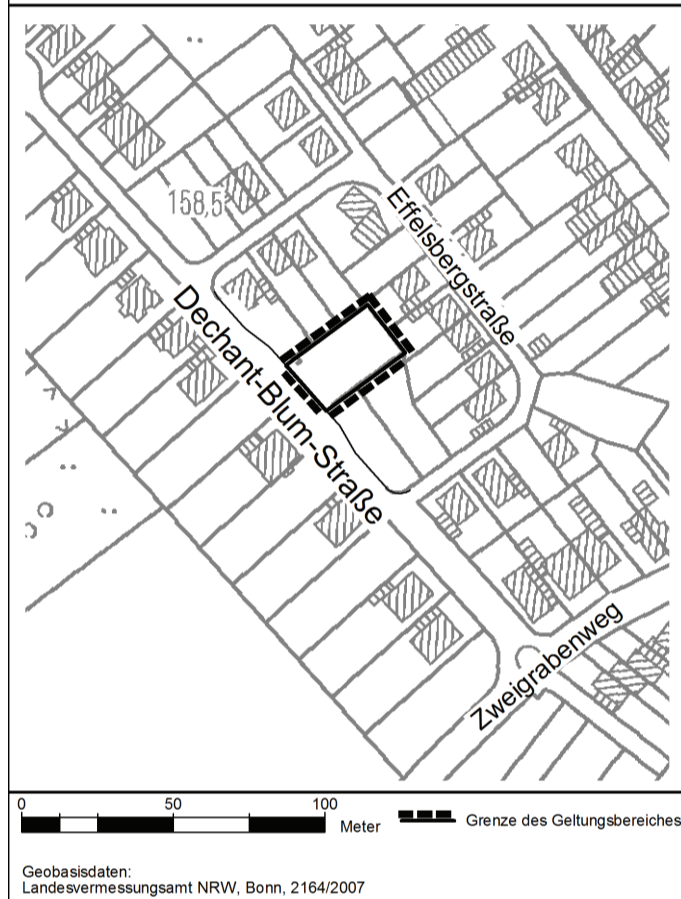 158,5
Effelsbergstraße
Dechant-Blum-Straße
Zweigrabenweg
0 50 100
Meter
Grenze des Geltungsbereiches
Geobasisdaten:
Landesvermessungsamt NRW, Bonn, 2164/2007